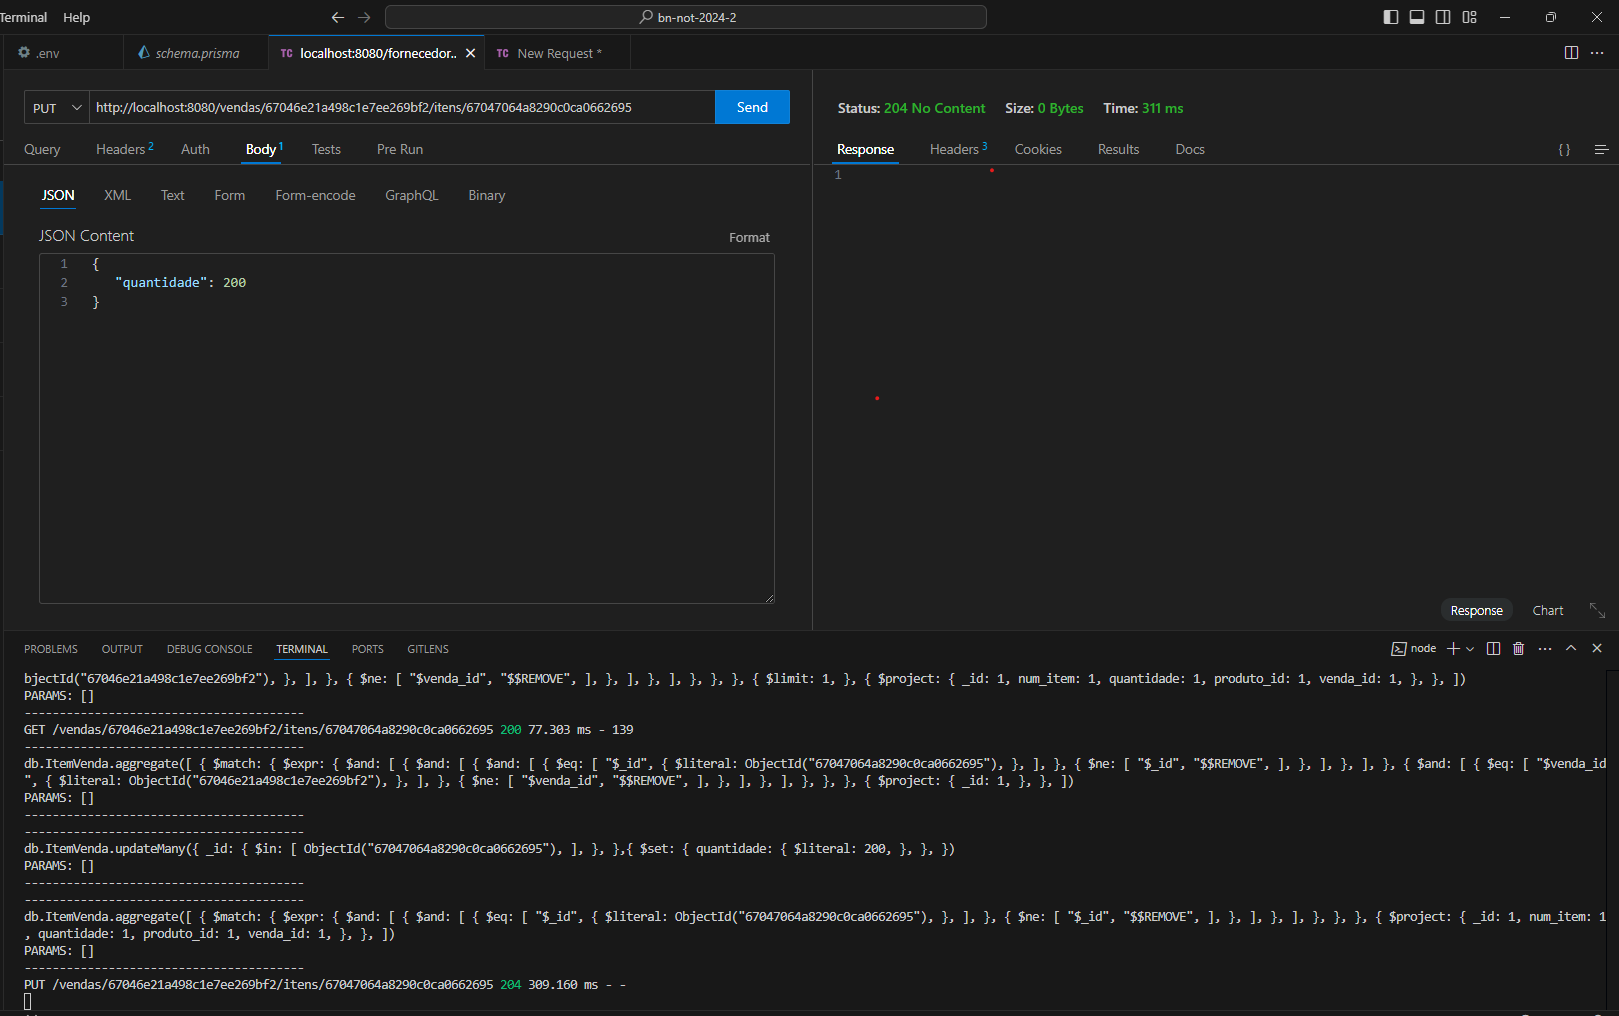 Terminal Help
bn-not-2024-2
.env
schema.prisma
TC localhost:8080/fornecedor..
TC New Request *
PUT
http://localhost:8080/vendas/67046e21a498c1e7ee269bf2/itens/67047064a8290c0ca0662695
Send
Status: 204 No Content Size: 0 Bytes Time: 311 ms
Query Headers 2 Auth Body 1 Tests Pre Run
Response Headers 3 Cookies Results Docs { }
1
JSON XML Text Form Form-encode GraphQL Binary
JSON Content
Format
1 {
2 "quantidade": 200
3 }
Response Chart
PROBLEMS OUTPUT DEBUG CONSOLE TERMINAL PORTS GITLENS
node
bjectId("67046e21a498c1e7ee269bf2"), }, ], }, { $ne: [ "$venda_id", "$$REMOVE", ], }, ], }, ], }, }, }, { $limit: 1, }, { $project: { _id: 1, num_item: 1, quantidade: 1, produto_id: 1, venda_id: 1, }, }, ])
PARAMS: []
----------------------------------------
GET /vendas/67046e21a498c1e7ee269bf2/itens/67047064a8290c0ca0662695 200 77.303 ms - 139
----------------------------------------
db.ItemVenda.aggregate([ { $match: { $expr: { $and: [ { $and: [ { $and: [ { $eq: [ "$_id", { $literal: ObjectId("67047064a8290c0ca0662695"), }, ], }, { $ne: [ "$_id", "$$REMOVE", ], }, ], }, ], }, { $and: [ { $eq: [ "$venda_id
", { $literal: ObjectId("67046e21a498c1e7ee269bf2"), }, ], }, { $ne: [ "$venda_id", "$$REMOVE", ], }, ], }, ], }, }, }, { $project: { _id: 1, }, }, ])
PARAMS: []
----------------------------------------
----------------------------------------
db.ItemVenda.updateMany({ _id: { $in: [ ObjectId("67047064a8290c0ca0662695"), ], }, },{ $set: { quantidade: { $literal: 200, }, }, })
PARAMS: []
----------------------------------------
----------------------------------------
db.ItemVenda.aggregate([ { $match: { $expr: { $and: [ { $and: [ { $eq: [ "$_id", { $literal: ObjectId("67047064a8290c0ca0662695"), }, ], }, { $ne: [ "$_id", "$$REMOVE", ], }, ], }, ], }, }, }, { $project: { _id: 1, num_item: 1
, quantidade: 1, produto_id: 1, venda_id: 1, }, }, ])
PARAMS: []
----------------------------------------
PUT /vendas/67046e21a498c1e7ee269bf2/itens/67047064a8290c0ca0662695 204 309.160 ms - -